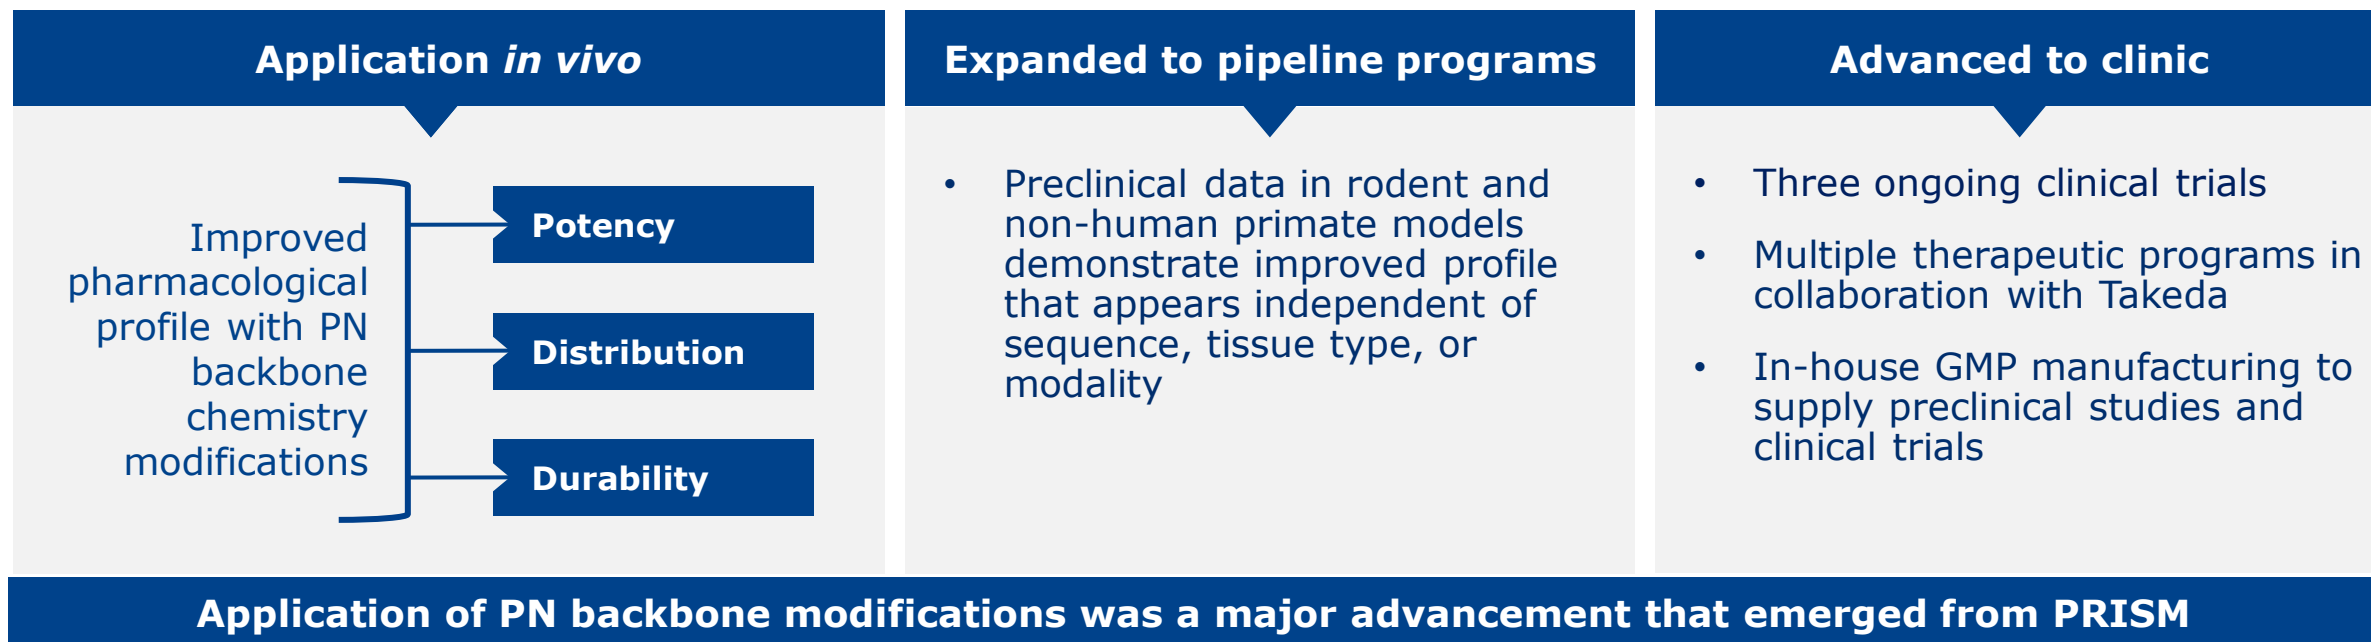 Application in vivo
Improved
pharmacological
profile with PN
backbone
chemistry
modifications
Potency
Distribution
Durability
Expanded to pipeline programs
• Preclinical data in rodent and
non-human primate models
demonstrate improved profile
that appears independent of
sequence, tissue type, or
modality
Advanced to clinic
• Three ongoing clinical trials
• Multiple therapeutic programs in
collaboration with Takeda
• In-house GMP manufacturing to
supply preclinical studies and
clinical trials
Application of PN backbone modifications was a major advancement that emerged from PRISM